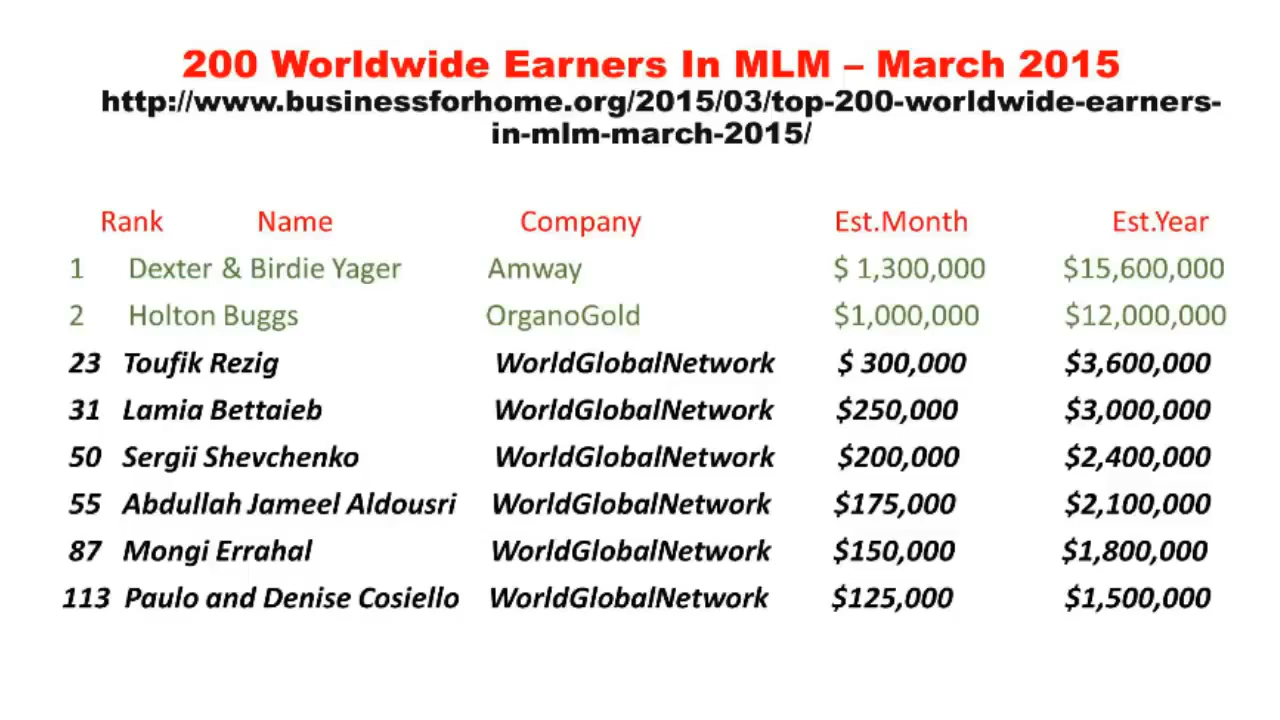 200 Worldwide Earners In MLM – March 2015
http://www.businessforhome.org/2015/03/top-200-worldwide-earners-
in-mlm-march-2015/
Rank Name Company Est.Month Est.Year
1 Dexter & Birdie Yager Amway $ 1,300,000 $15,600,000
2 Holton Buggs OrganoGold $1,000,000 $12,000,000
23 Toufik Rezig WorldGlobalNetwork $ 300,000 $3,600,000
31 Lamia Bettaieb WorldGlobalNetwork $250,000 $3,000,000
50 Sergii Shevchenko WorldGlobalNetwork $200,000 $2,400,000
55 Abdullah Jameel Aldousri WorldGlobalNetwork $175,000 $2,100,000
87 Mongi Errahal WorldGlobalNetwork $150,000 $1,800,000
113 Paulo and Denise Cosiello WorldGlobalNetwork $125,000 $1,500,000